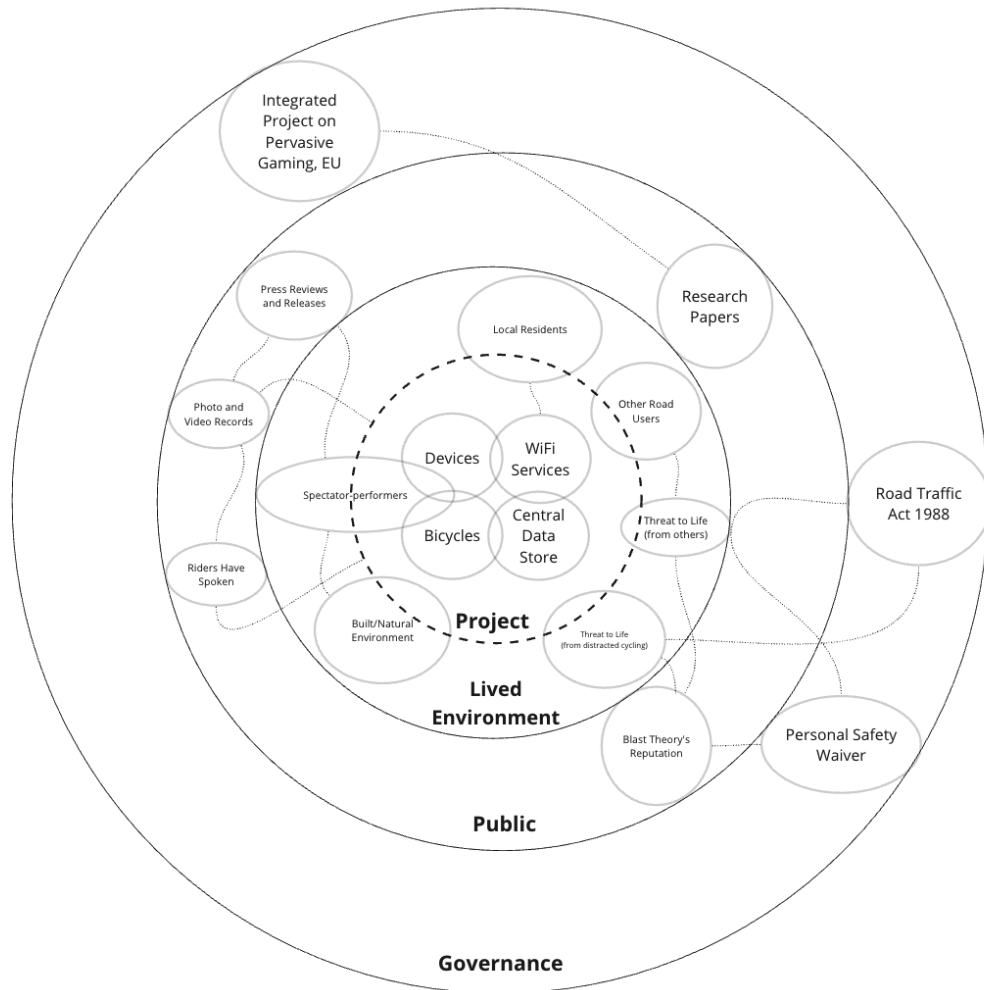 Integrated
Project on
Pervasive
Gaming, EU
Press Reviews
and Releases
Research
Papers
Local Residents
Photo and
Video Records
Other Road
Users
Devices
WiFi
Services
Spectator-performers
Road Traffic
Act 1988
Bicycles
Central
Data
Store
Threat to Life
(from others)
Riders Have
Spoken
Built/Natural
Environment
Project
Threat to Life
(from distracted cycling)
Lived
Environment
Blast Theory's
Reputation
Personal Safety
Waiver
Public
Governance